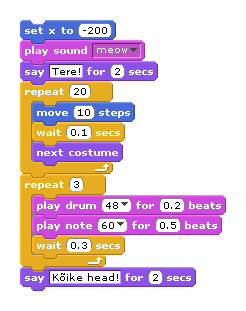 set x to -200
play sound meow
say Tere! for 2 secs
repeat 20
move 10 steps
wait 0.1 secs
next costume
repeat 3
play drum 48 for 0.2 beats
play note 60 for 0.5 beats
wait 0.3 secs
say Kõike head! for 2 secs